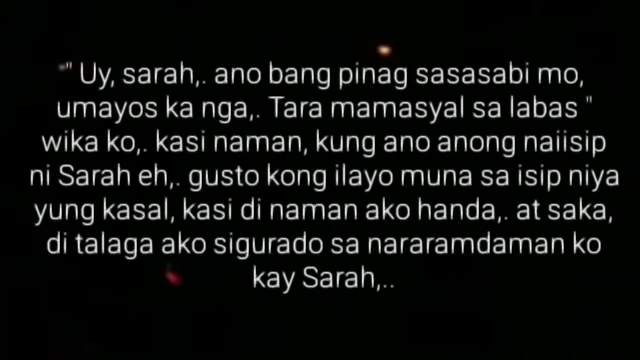 " Uy, sarah,. ano bang pinag sasasabi mo,
umayos ka nga,. Tara mamasyal sa labas "
wika ko,. kasi naman, kung ano anong naiisip
ni Sarah eh,. gusto kong ilayo muna sa isip niya
yung kasal, kasi di naman ako handa,. at saka,
di talaga ako sigurado sa nararamdaman ko
kay Sarah,..